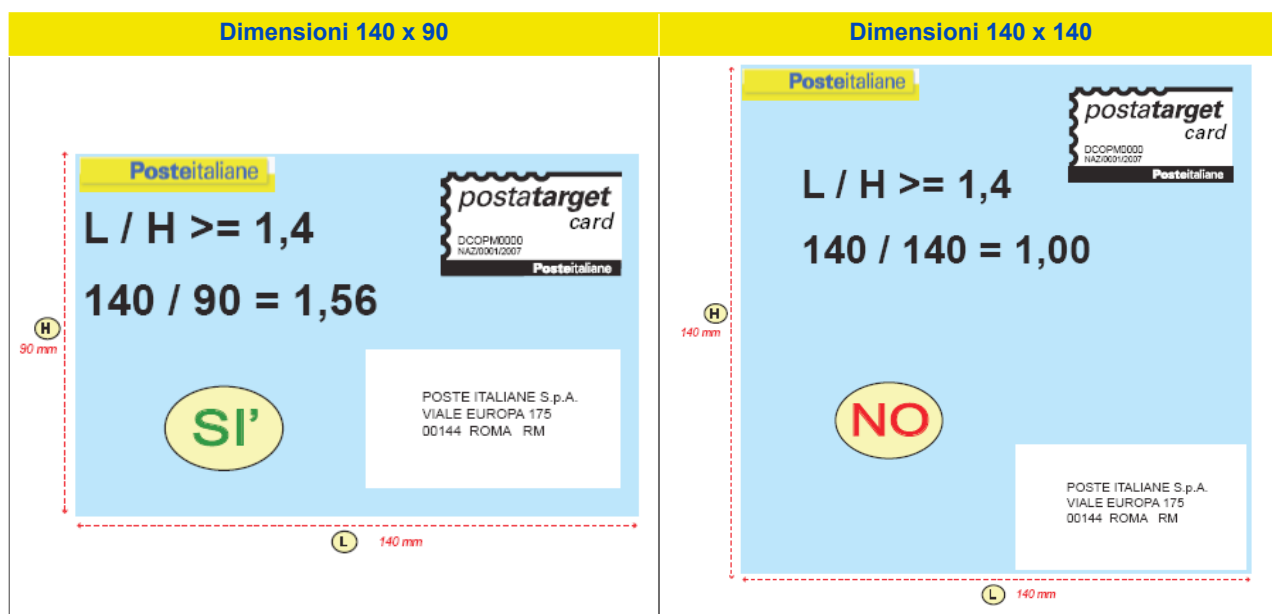 Dimensioni 140 x 90
Posteitaliane
postatarget
card
DCOPM0000
NAZ/0001/2007
Posteitaliane
L / H >= 1,4
140 / 90 = 1,56
H
90 mm
SI’
POSTE ITALIANE S.p.A.
VIALE EUROPA 175
00144 ROMA RM
L 140 mm
Dimensioni 140 x 140
Posteitaliane
postatarget
card
DCOPM0000
NAZ/0001/2007
Posteitaliane
L / H >= 1,4
140 / 140 = 1,00
H
140 mm
NO
POSTE ITALIANE S.p.A.
VIALE EUROPA 175
00144 ROMA RM
L 140 mm